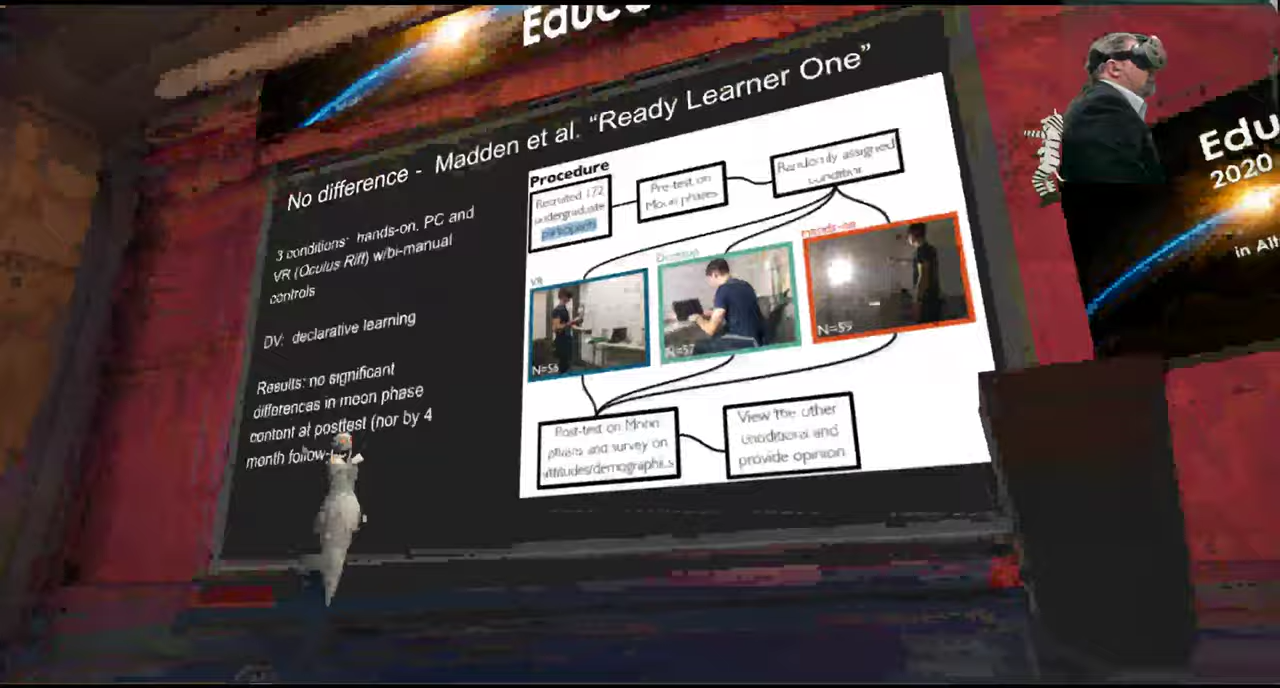 Educa
No difference - Madden et al. "Ready Learner One"
3 conditions: hands-on, PC and
VR (Oculus Rift) w/bi-manual
controls
DV: declarative learning
Results: no significant
differences in moon phase
content at posttest (nor by 4
month follow-
Procedure
Recruited 172
undergraduate
participants
Pre-test on
Moon phases
Randomly assigned
condition
VR
Desktop
Hands-on
N=56
N=57
N=59
Post-test on Moon
phases and survey on
attitudes/demographics
View the other
conditions and
provide opinion
Edu
2020
in Alt